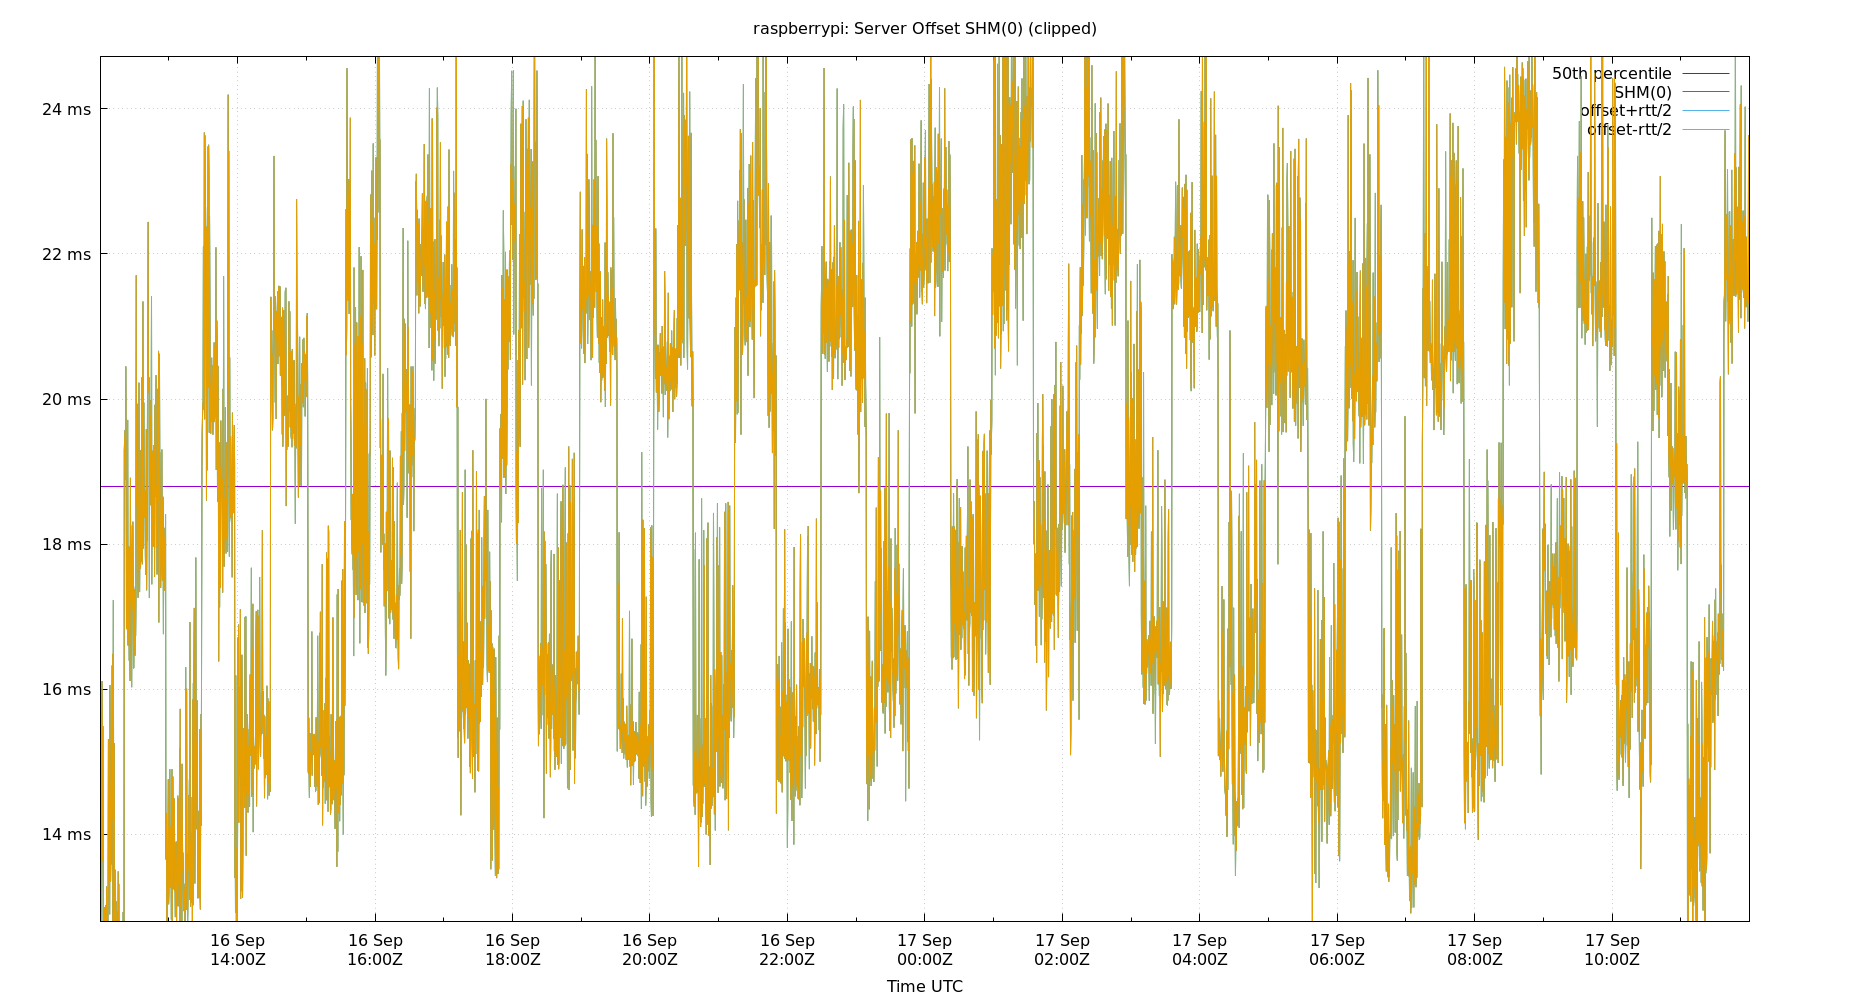 raspberrypi: Server Offset SHM(0) (clipped)
50th percentile
SHM(0)
offset+rtt/2
offset-rtt/2
24 ms
22 ms
20 ms
18 ms
16 ms
14 ms
16 Sep 16 Sep 16 Sep 16 Sep 16 Sep 17 Sep 17 Sep 17 Sep 17 Sep 17 Sep 17 Sep
14:00Z 16:00Z 18:00Z 20:00Z 22:00Z 00:00Z 02:00Z 04:00Z 06:00Z 08:00Z 10:00Z
Time UTC